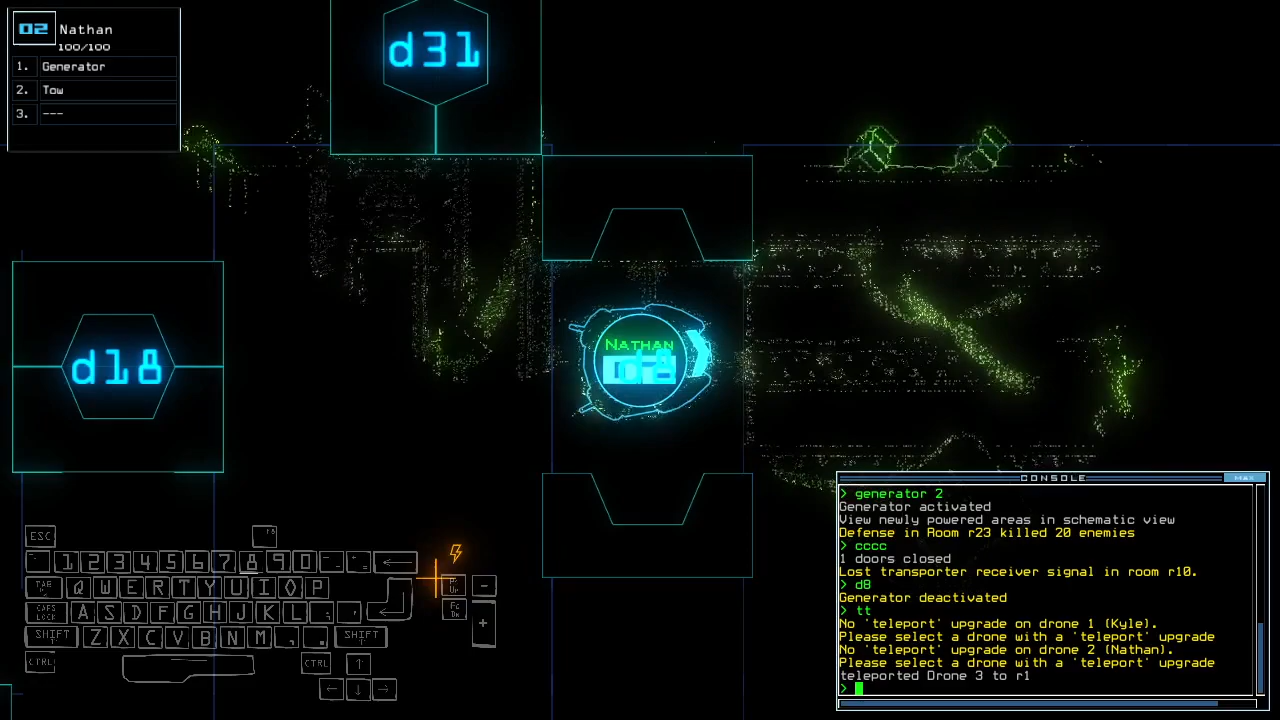 02 Nathan
100/100
1. Generator
2. Tow
3. ---
d31
d18
NATHAN
d8
CONSOLE
MAX
> generator 2
Generator activated
View newly powered areas in schematic view
Defense in Room r23 killed 20 enemies
> cccc
1 doors closed
Lost transporter receiver signal in room r10.
> d8
Generator deactivated
> tt
No 'teleport' upgrade on drone 1 (Kyle).
Please select a drone with a 'teleport' upgrade
No 'teleport' upgrade on drone 2 (Nathan).
Please select a drone with a 'teleport' upgrade
teleported Drone 3 to r1
>
ESC
1 2 3 4 5 6 7 8 9 0 - =
TAB Q W E R T Y U I O P
CAPS LOCK A S D F G H J K L ; '
SHIFT Z X C V B N M , . SHIFT
CTRL CTRL